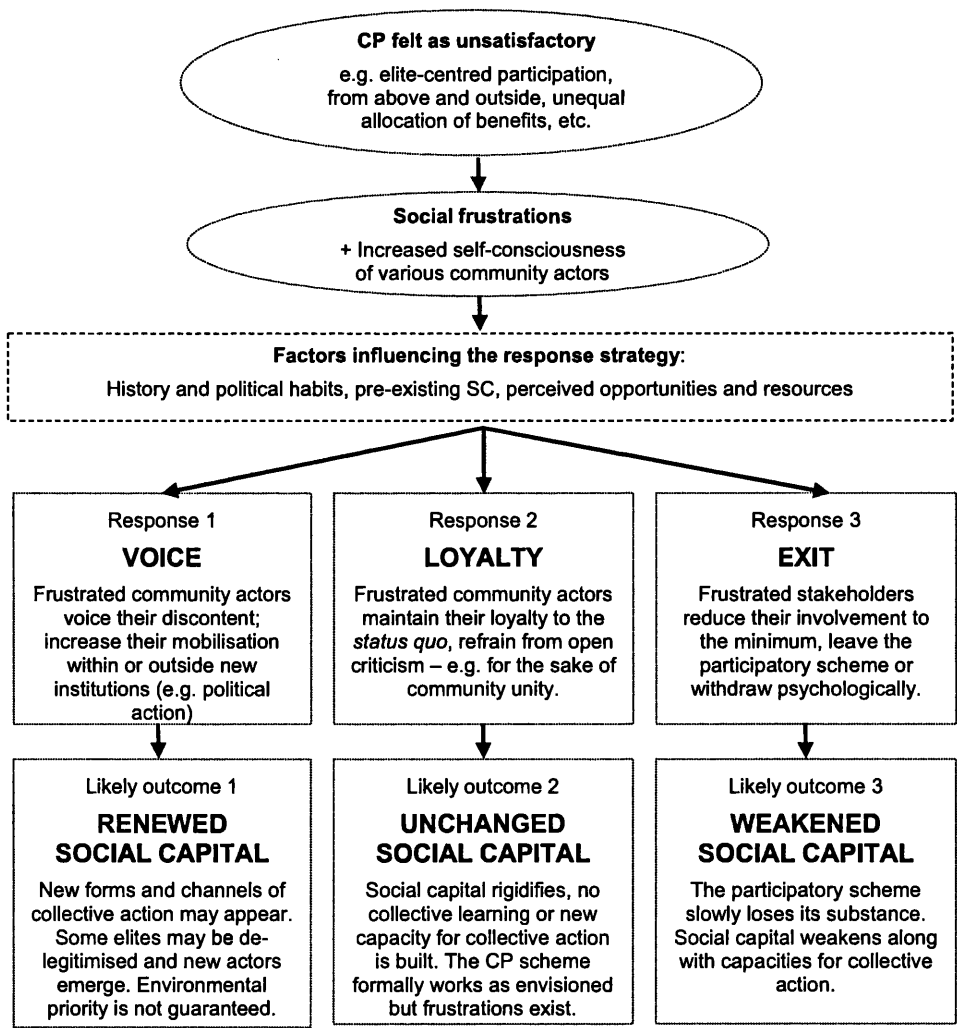 CP felt as unsatisfactory
e.g. elite-centred participation,
from above and outside, unequal
allocation of benefits, etc.
Social frustrations
+ Increased self-consciousness
of various community actors
Factors influencing the response strategy:
History and political habits, pre-existing SC, perceived opportunities and resources
Response 1
VOICE
Frustrated community actors
voice their discontent;
increase their mobilisation
within or outside new
institutions (e.g. political
action)
Response 2
LOYALTY
Frustrated community actors
maintain their loyalty to the
status quo, refrain from open
criticism – e.g. for the sake of
community unity.
Response 3
EXIT
Frustrated stakeholders
reduce their involvement to
the minimum, leave the
participatory scheme or
withdraw psychologically.
Likely outcome 1
RENEWED
SOCIAL CAPITAL
New forms and channels of
collective action may appear.
Some elites may be de-
legitimised and new actors
emerge. Environmental
priority is not guaranteed.
Likely outcome 2
UNCHANGED
SOCIAL CAPITAL
Social capital rigidifies, no
collective learning or new
capacity for collective action
is built. The CP scheme
formally works as envisioned
but frustrations exist.
Likely outcome 3
WEAKENED
SOCIAL CAPITAL
The participatory scheme
slowly loses its substance.
Social capital weakens along
with capacities for collective
action.